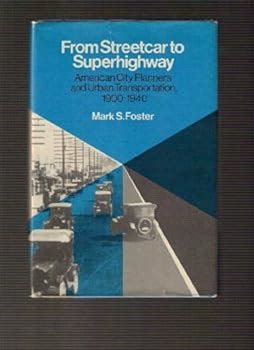 From Streetcar to
Superhighway
American City Planners
and Urban Transportation,
1900-1940
Mark S. Foster